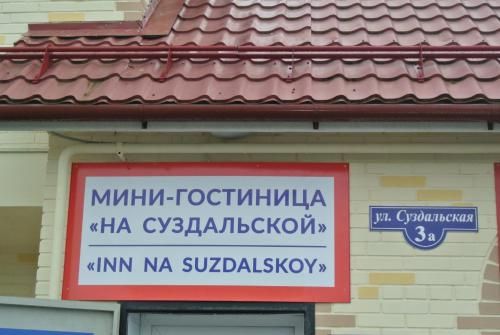 МИНИ-ГОСТИНИЦА
«НА СУЗДАЛЬСКОЙ»
«INN NA SUZDALSKOY»
ул. Суздальская
3а